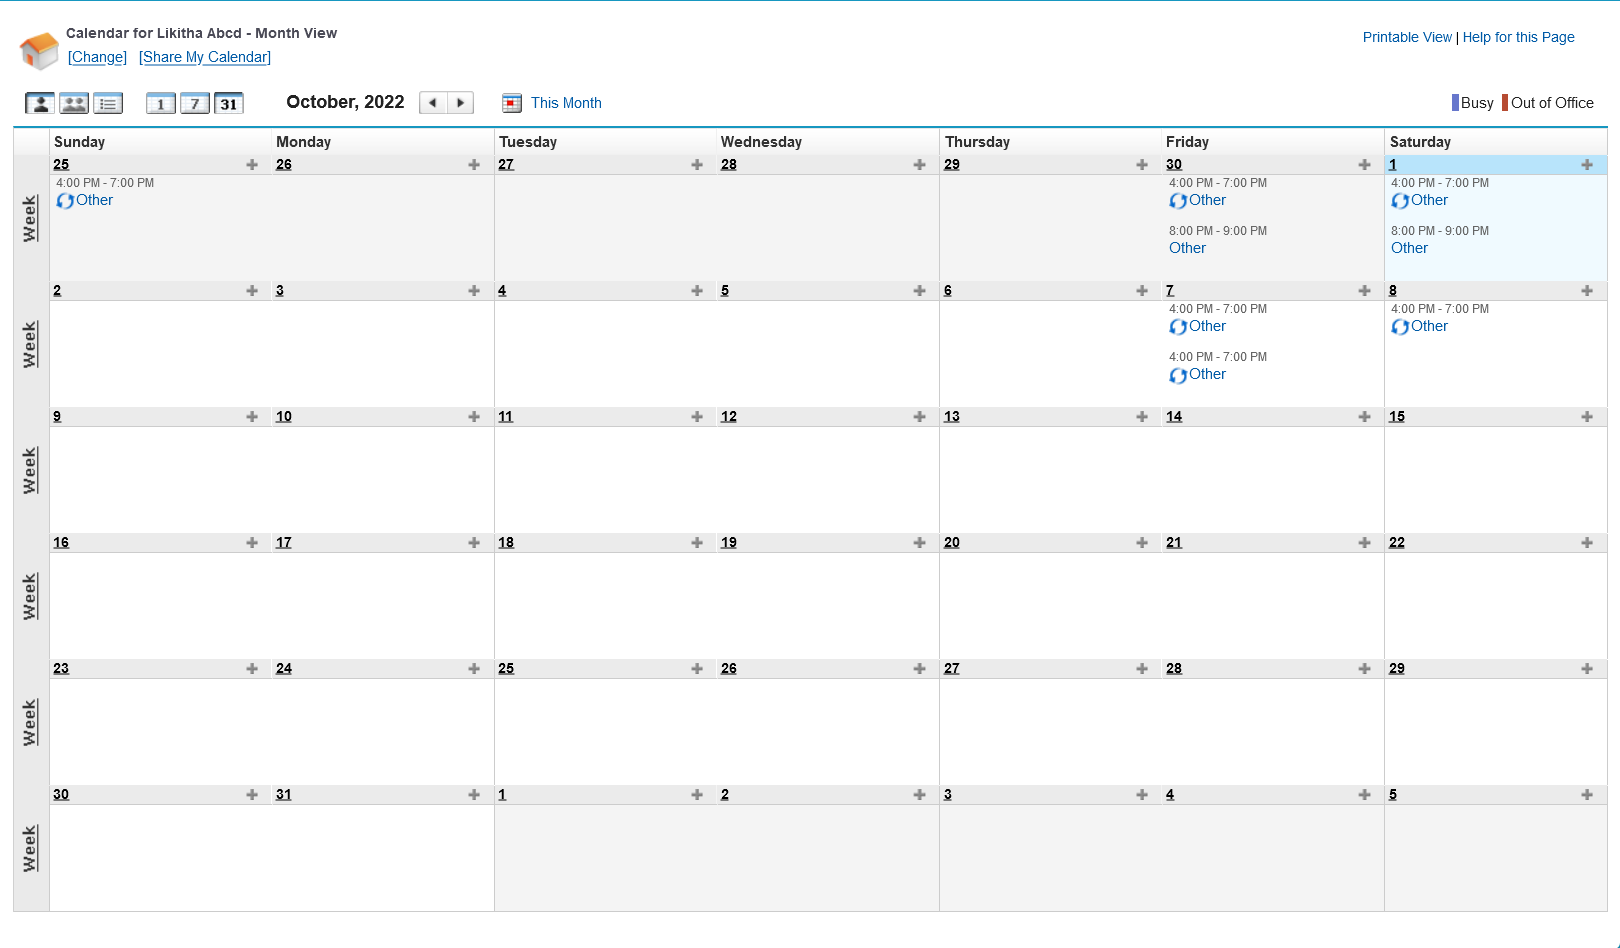 Calendar for Likitha Abcd - Month View
[Change] [Share My Calendar]
Printable View | Help for this Page
1 7 31
October, 2022
This Month
Busy Out of Office
Sunday Monday Tuesday Wednesday Thursday Friday Saturday
Week
25 26 27 28 29 30 1
4:00 PM - 7:00 PM 4:00 PM - 7:00 PM 4:00 PM - 7:00 PM
Other Other Other
8:00 PM - 9:00 PM 8:00 PM - 9:00 PM
Other Other
Week
2 3 4 5 6 7 8
4:00 PM - 7:00 PM 4:00 PM - 7:00 PM
Other Other
4:00 PM - 7:00 PM
Other
Week
9 10 11 12 13 14 15
Week
16 17 18 19 20 21 22
Week
23 24 25 26 27 28 29
Week
30 31 1 2 3 4 5